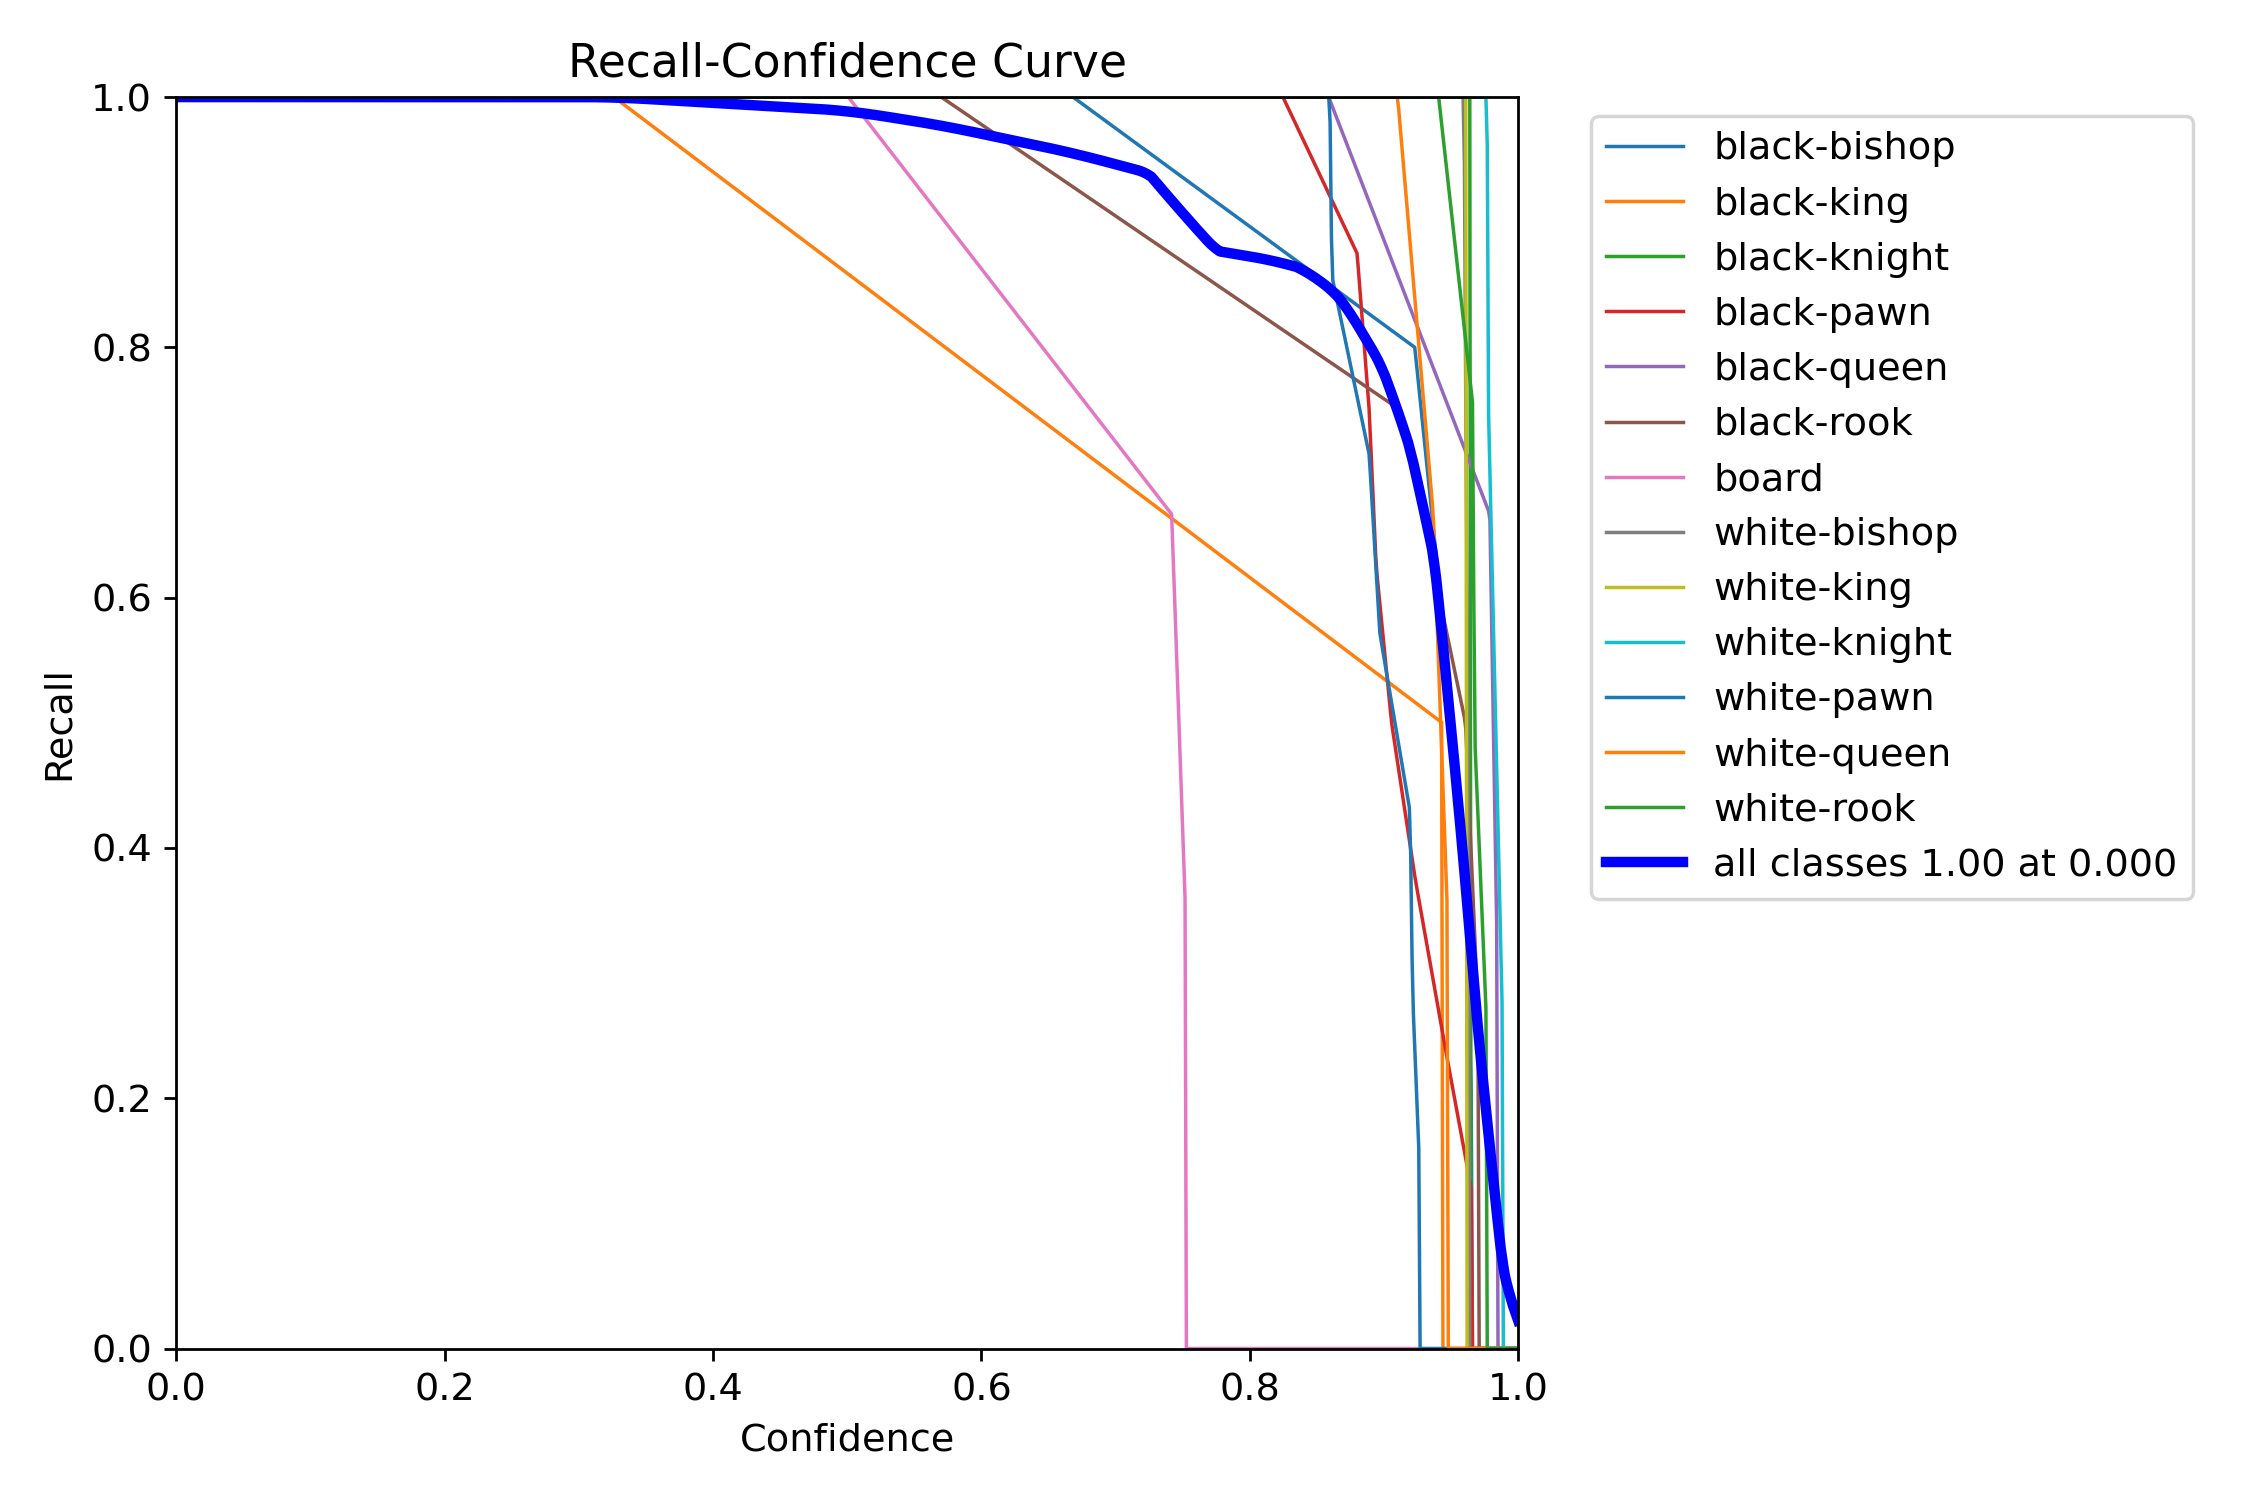 Recall-Confidence Curve
1.0
0.8
0.6
0.4
0.2
0.0
Recall
0.0 0.2 0.4 0.6 0.8 1.0
Confidence
black-bishop
black-king
black-knight
black-pawn
black-queen
black-rook
board
white-bishop
white-king
white-knight
white-pawn
white-queen
white-rook
all classes 1.00 at 0.000